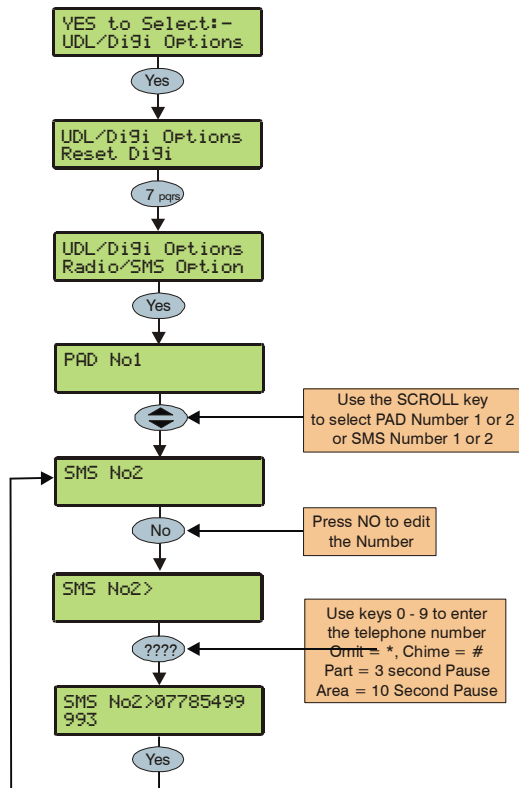 YES to Select:-
UDL/Digi Options
Yes
UDL/Digi Options
Reset Digi
7 pqrs
UDL/Digi Options
Radio/SMS Option
Yes
PAD No1
Use the SCROLL key
to select PAD Number 1 or 2
or SMS Number 1 or 2
SMS No2
No
Press NO to edit
the Number
SMS No2>
Use keys 0 - 9 to enter
the telephone number
Omit = *, Chime = #
Part = 3 second Pause
Area = 10 Second Pause
????
SMS No2>07785499
993
Yes